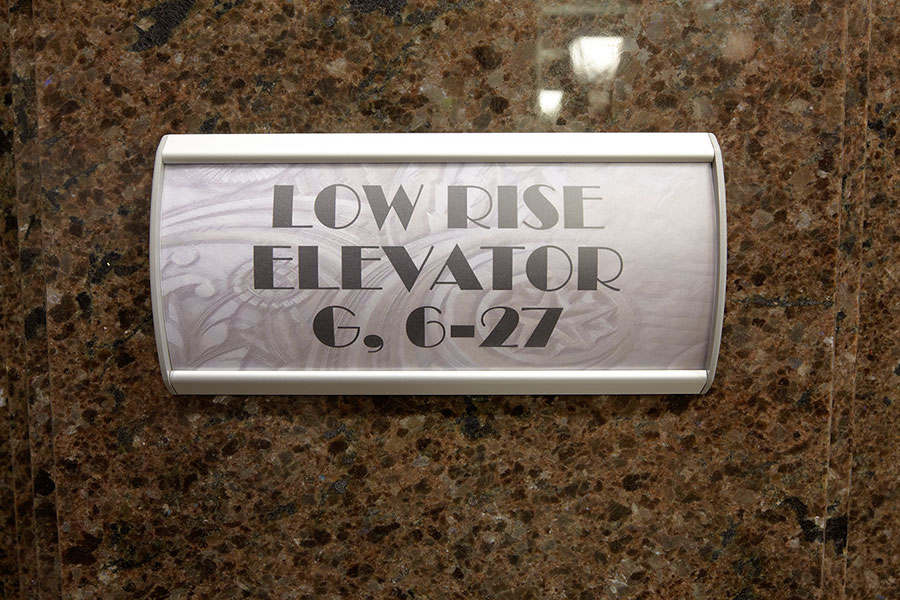 LOW RISE
ELEVATOR
G, 6-27